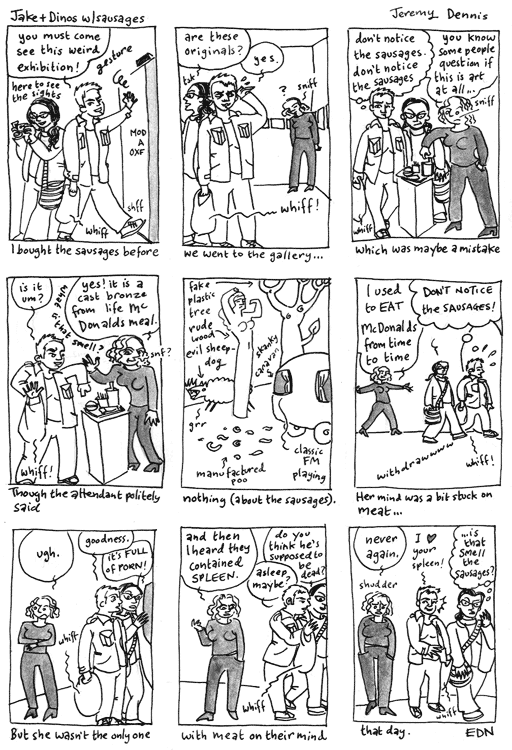 Jake + Dinos w/sausages
Jeremy Dennis
you must come
see this weird
exhibition!
gesture
here to see
the sights
MOD
A
OXF
shff
whiff
I bought the sausages before
are these
originals?
yes.
tsk
sniff
whiff!
we went to the gallery...
don't notice
the sausages.
don't notice
the sausages
you know
some people
question if
this is art
at all...
sniff
whiff
which was maybe a mistake
is it
um?
yes! it is a
cast bronze
from life Mc
Donalds meal.
is that smell?
snf?
whiff!
Though the attendant politely
said
fake
plastic
tree
rude
wood
evil sheep-
dog
skanky
caravan
grr
manufactured
poo
classic
FM
playing
nothing (about the sausages).
I used
to EAT
McDonalds
from time
to time
DON'T NOTICE
the SAUSAGES!
withdrawwww
whiff!
Her mind was a bit stuck on
meat...
ugh.
goodness.
it's FULL
OF PORN!
whiff
But she wasn't the only one
and then
I heard they
contained
SPLEEN.
do you
think he's
supposed to
be
dead?
asleep
maybe?
whiff
with meat on their mind
never
again.
I ♥
your
spleen!
...is
that
smell
the
sausages?
shudder
whiff
that day.
EDN